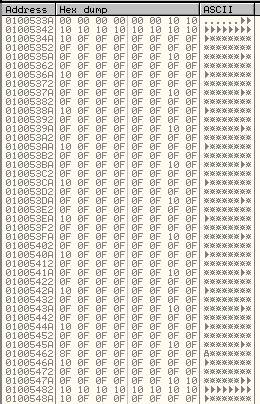 Address Hex dump ASCII
0100533A 00 00 00 00 00 00 10 10 ......►►
01005342 10 10 10 10 10 10 10 10 ►►►►►►►►
0100534A 10 0F 0F 0F 0F 0F 0F 0F ►☼☼☼☼☼☼☼
01005352 0F 0F 0F 0F 0F 0F 0F 0F ☼☼☼☼☼☼☼☼
0100535A 0F 0F 0F 0F 0F 0F 10 0F ☼☼☼☼☼☼►☼
01005362 0F 0F 0F 0F 0F 0F 0F 0F ☼☼☼☼☼☼☼☼
0100536A 10 0F 0F 0F 0F 0F 0F 0F ►☼☼☼☼☼☼☼
01005372 0F 0F 0F 0F 0F 0F 0F 0F ☼☼☼☼☼☼☼☼
0100537A 0F 0F 0F 0F 0F 0F 10 0F ☼☼☼☼☼☼►☼
01005382 0F 0F 0F 0F 0F 0F 0F 0F ☼☼☼☼☼☼☼☼
0100538A 10 0F 0F 0F 0F 0F 0F 0F ►☼☼☼☼☼☼☼
01005392 0F 0F 0F 0F 0F 0F 0F 0F ☼☼☼☼☼☼☼☼
0100539A 0F 0F 0F 0F 0F 0F 10 0F ☼☼☼☼☼☼►☼
010053A2 0F 0F 0F 0F 0F 0F 0F 0F ☼☼☼☼☼☼☼☼
010053AA 10 0F 0F 0F 0F 0F 0F 0F ►☼☼☼☼☼☼☼
010053B2 0F 0F 0F 0F 0F 0F 0F 0F ☼☼☼☼☼☼☼☼
010053BA 0F 0F 0F 0F 0F 0F 10 0F ☼☼☼☼☼☼►☼
010053C2 0F 0F 0F 0F 0F 0F 0F 0F ☼☼☼☼☼☼☼☼
010053CA 10 0F 0F 0F 0F 0F 0F 0F ►☼☼☼☼☼☼☼
010053D2 0F 0F 0F 0F 0F 0F 0F 0F ☼☼☼☼☼☼☼☼
010053DA 0F 0F 0F 0F 0F 0F 10 0F ☼☼☼☼☼☼►☼
010053E2 0F 0F 0F 0F 0F 0F 0F 0F ☼☼☼☼☼☼☼☼
010053EA 10 0F 0F 0F 0F 0F 0F 0F ►☼☼☼☼☼☼☼
010053F2 0F 0F 0F 0F 0F 0F 0F 0F ☼☼☼☼☼☼☼☼
010053FA 0F 0F 0F 0F 0F 0F 10 0F ☼☼☼☼☼☼►☼
01005402 0F 0F 0F 0F 0F 0F 0F 0F ☼☼☼☼☼☼☼☼
0100540A 10 0F 0F 0F 0F 0F 0F 0F ►☼☼☼☼☼☼☼
01005412 0F 0F 0F 0F 0F 0F 0F 0F ☼☼☼☼☼☼☼☼
0100541A 0F 0F 0F 0F 0F 0F 10 0F ☼☼☼☼☼☼►☼
01005422 0F 0F 0F 0F 0F 0F 0F 0F ☼☼☼☼☼☼☼☼
0100542A 10 0F 0F 0F 0F 0F 0F 0F ►☼☼☼☼☼☼☼
01005432 0F 0F 0F 0F 0F 0F 0F 0F ☼☼☼☼☼☼☼☼
0100543A 0F 0F 0F 0F 0F 0F 10 0F ☼☼☼☼☼☼►☼
01005442 0F 0F 0F 0F 0F 0F 0F 0F ☼☼☼☼☼☼☼☼
0100544A 10 0F 0F 0F 0F 0F 0F 0F ►☼☼☼☼☼☼☼
01005452 0F 0F 0F 0F 0F 0F 0F 0F ☼☼☼☼☼☼☼☼
0100545A 0F 0F 0F 0F 0F 0F 10 0F ☼☼☼☼☼☼►☼
01005462 0F 0F 0F 0F 0F 0F 0F 0F ☼☼☼☼☼☼☼☼
0100546A 10 0F 0F 0F 0F 0F 0F 0F ►☼☼☼☼☼☼☼
01005472 0F 0F 0F 0F 0F 0F 0F 0F ☼☼☼☼☼☼☼☼
0100547A 0F 0F 0F 0F 0F 0F 10 10 ☼☼☼☼☼☼►►
01005482 10 10 10 10 10 10 10 10 ►►►►►►►►
0100548A 10 0F 0F 0F 0F 0F 0F 0F ►☼☼☼☼☼☼☼